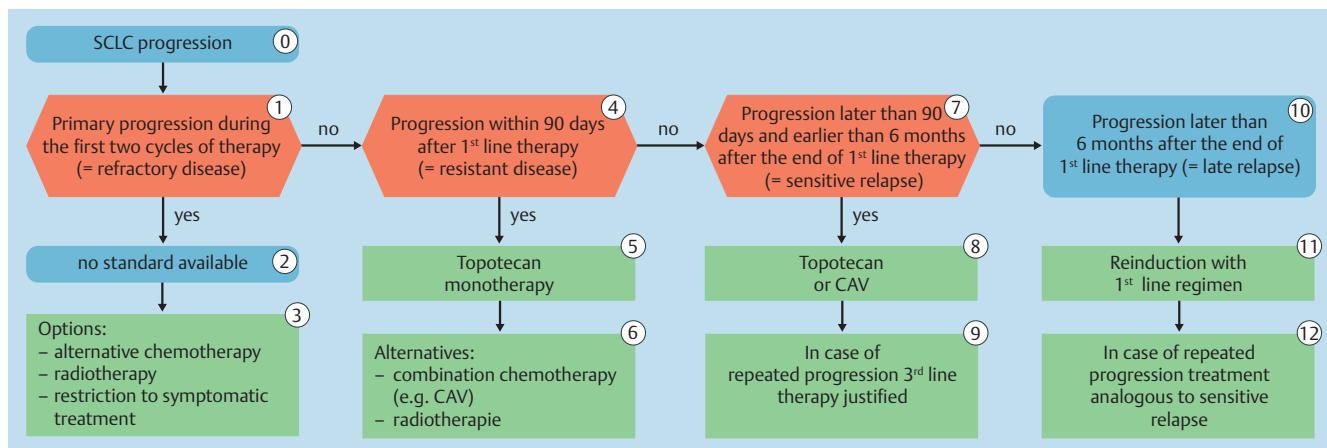 SCLC progression
0
1
Primary progression during
the first two cycles of therapy
(= refractory disease)
no
yes
no standard available
2
3
Options:
– alternative chemotherapy
– radiotherapy
– restriction to symptomatic
treatment
4
Progression within 90 days
after 1st line therapy
(= resistant disease)
no
yes
5
Topotecan
monotherapy
6
Alternatives:
– combination chemotherapy
(e.g. CAV)
– radiotherapie
7
Progression later than 90
days and earlier than 6 months
after the end of 1st line therapy
(= sensitive relapse)
no
yes
8
Topotecan
or CAV
9
In case of
repeated progression 3rd line
therapy justified
10
Progression later than
6 months after the end of
1st line therapy (= late relapse)
11
Reinduction with
1st line regimen
12
In case of repeated
progression treatment
analogous to sensitive
relapse